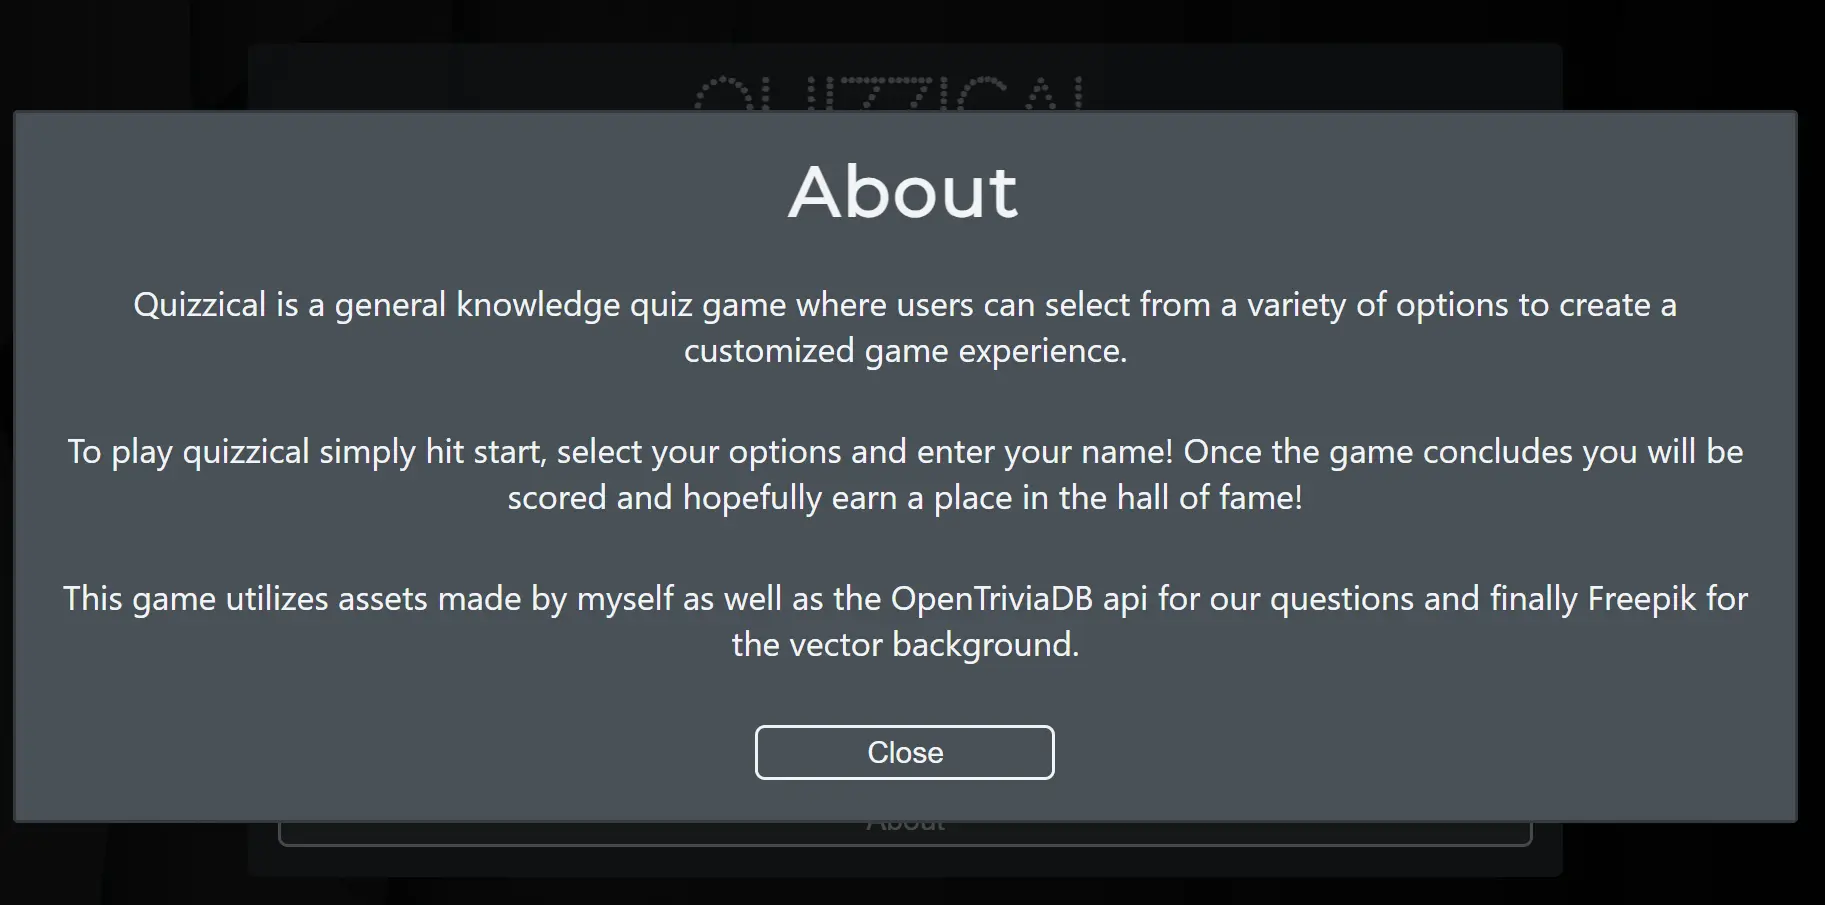 QUIZZICAL
About
Quizzical is a general knowledge quiz game where users can select from a variety of options to create a
customized game experience.
To play quizzical simply hit start, select your options and enter your name! Once the game concludes you will be
scored and hopefully earn a place in the hall of fame!
This game utilizes assets made by myself as well as the OpenTriviaDB api for our questions and finally Freepik for
the vector background.
Close
About